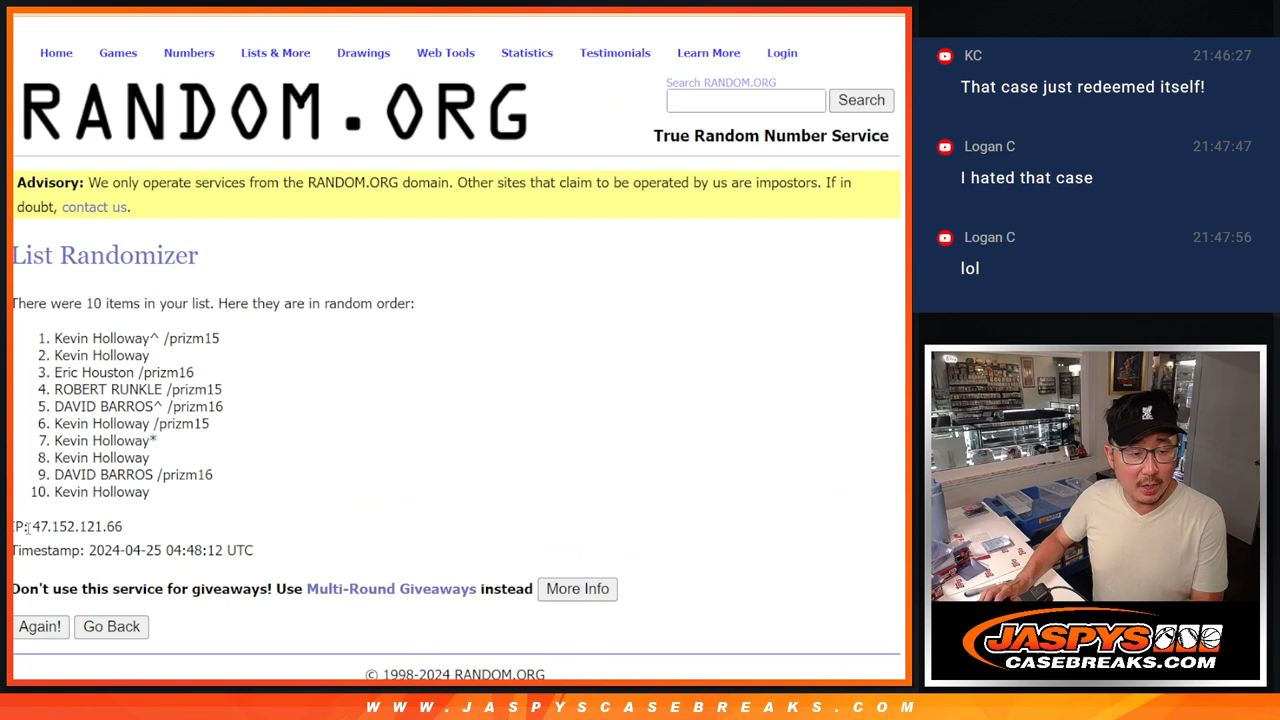 Home Games Numbers Lists & More Drawings Web Tools Statistics Testimonials Learn More Login
RANDOM.ORG
Search RANDOM.ORG
Search
True Random Number Service
Advisory: We only operate services from the RANDOM.ORG domain. Other sites that claim to be operated by us are impostors. If in
doubt, contact us.
List Randomizer
There were 10 items in your list. Here they are in random order:
1. Kevin Holloway^ /prizm15
2. Kevin Holloway
3. Eric Houston /prizm16
4. ROBERT RUNKLE /prizm15
5. DAVID BARROS^ /prizm16
6. Kevin Holloway /prizm15
7. Kevin Holloway*
8. Kevin Holloway
9. DAVID BARROS /prizm16
10. Kevin Holloway
IP: 47.152.121.66
Timestamp: 2024-04-25 04:48:12 UTC
Don't use this service for giveaways! Use Multi-Round Giveaways instead More Info
Again! Go Back
© 1998-2024 RANDOM.ORG
KC 21:46:27
That case just redeemed itself!
Logan C 21:47:47
I hated that case
Logan C 21:47:56
lol
JASPYS
CASEBREAKS.COM
WWW.JASPYSCASEBREAKS.COM